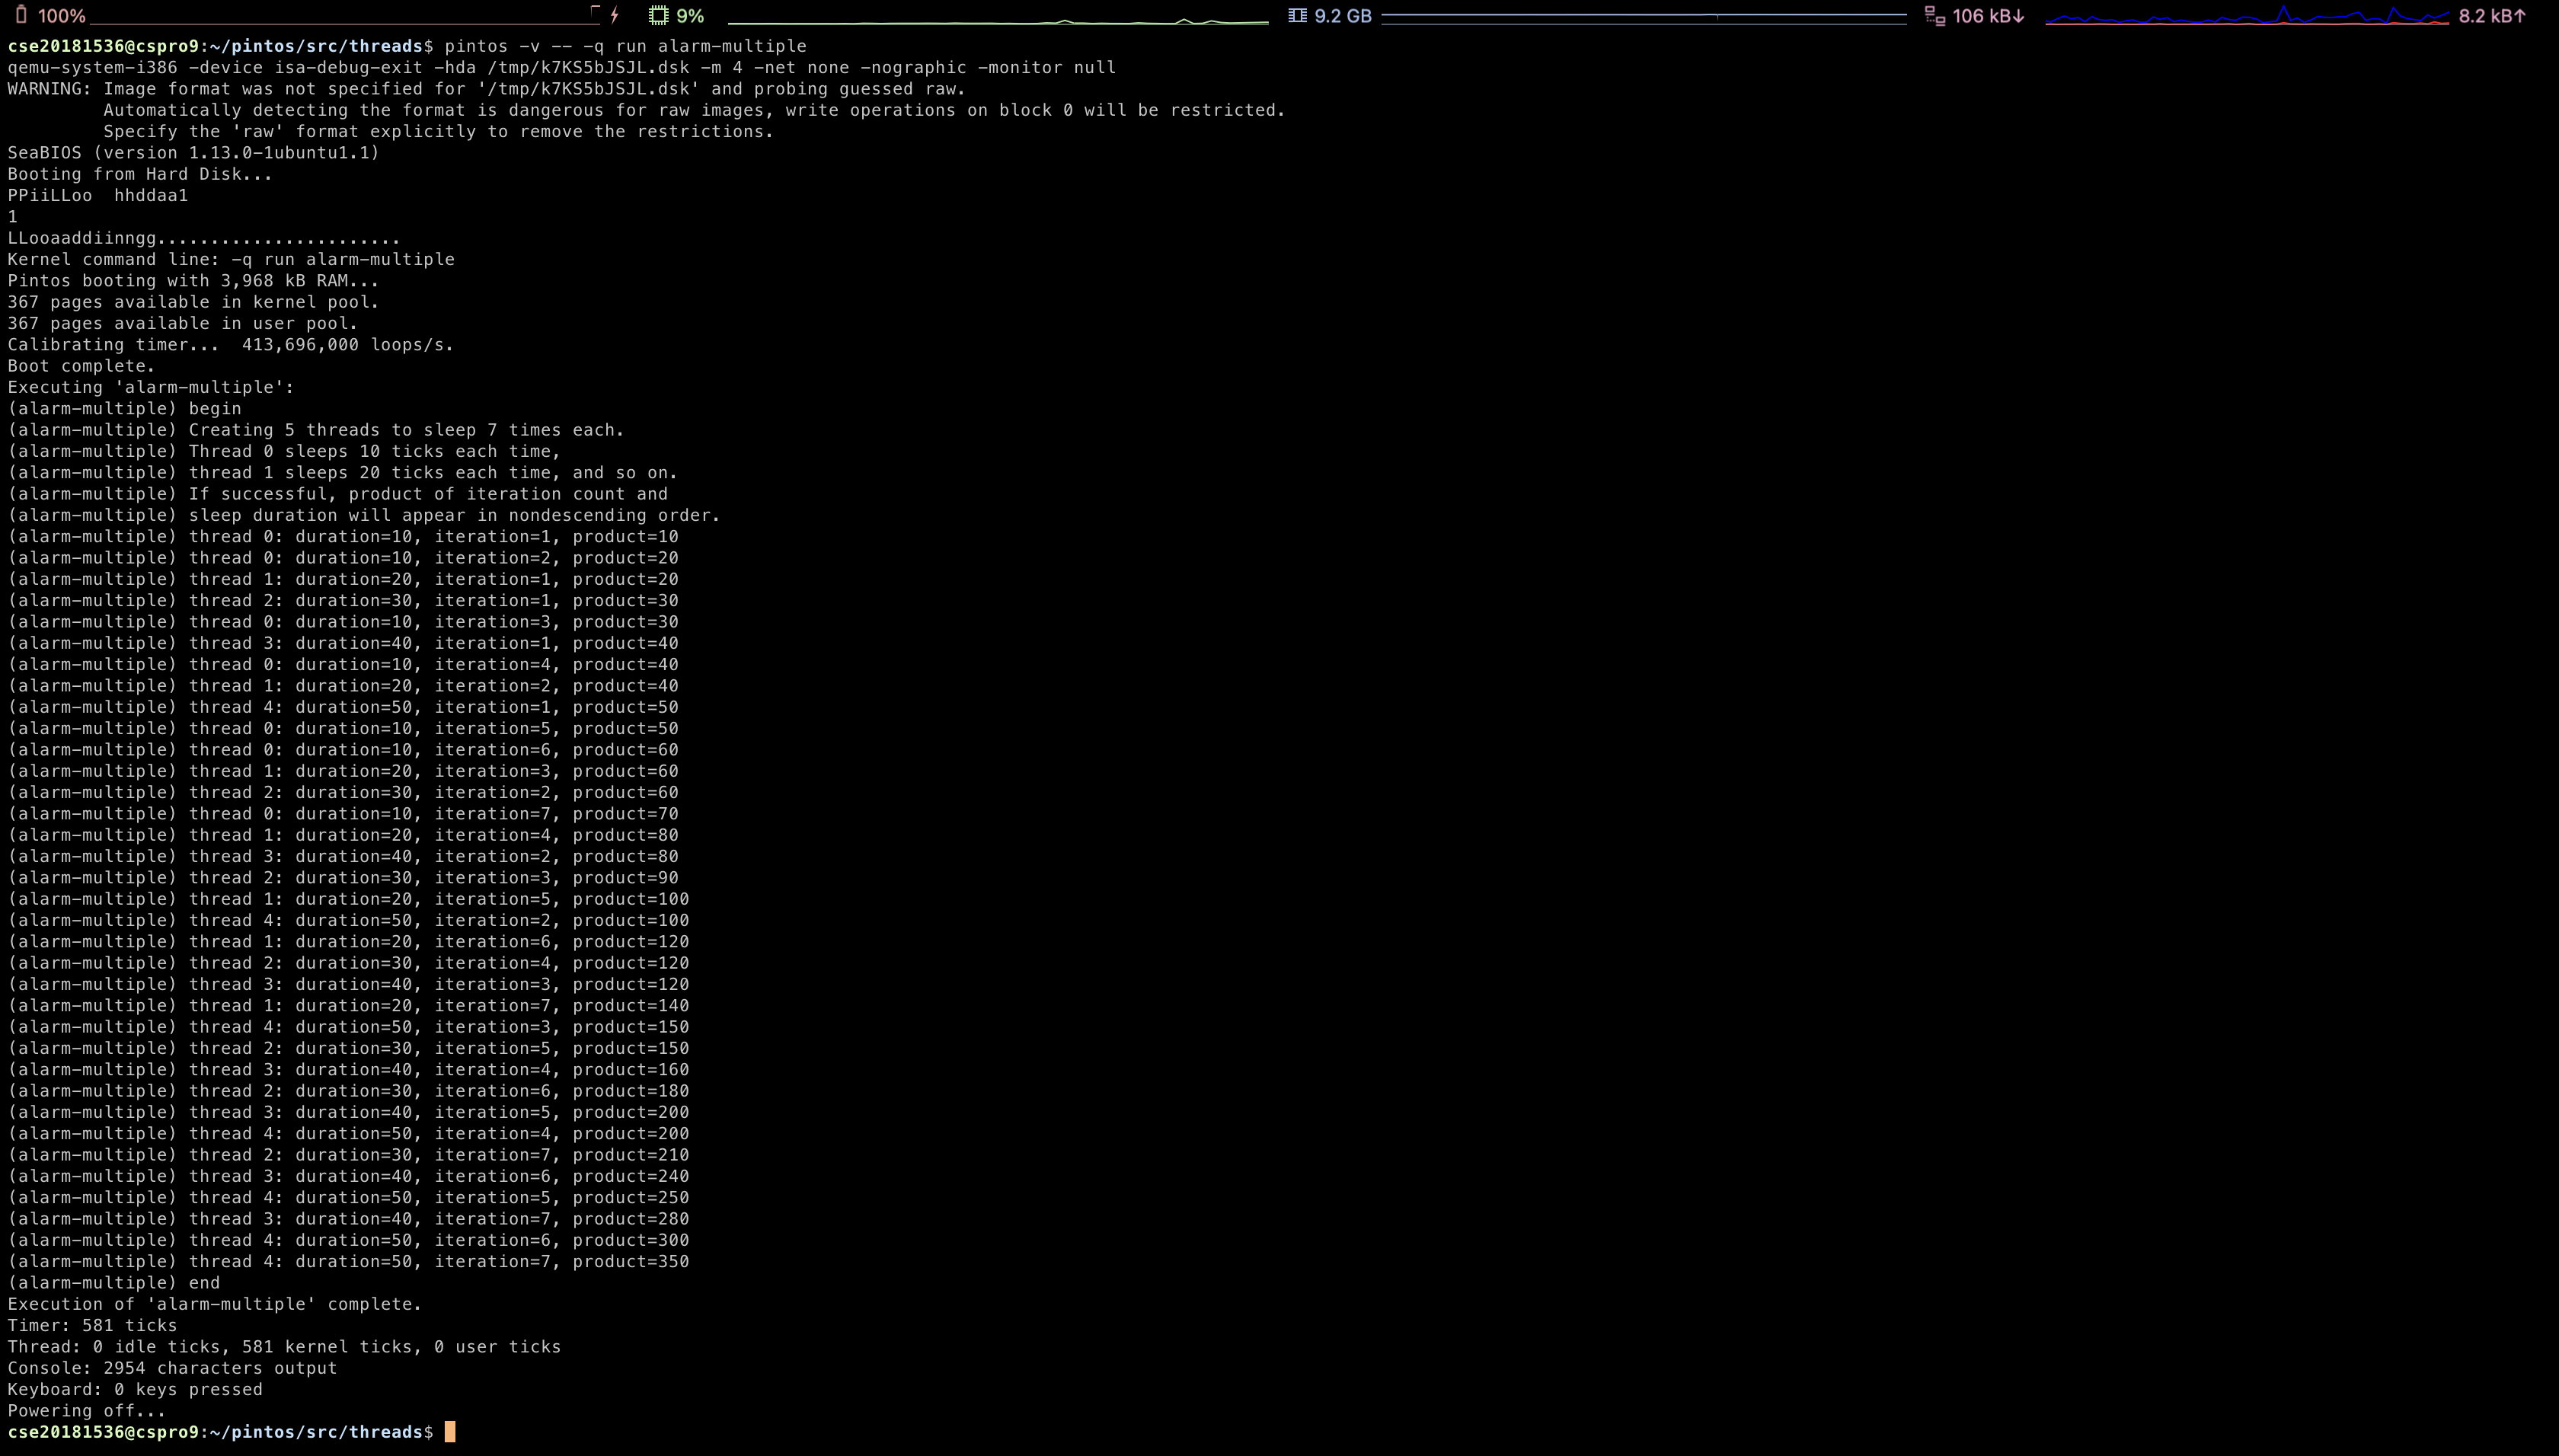 100% 9% 9.2 GB 106 kB↓ 8.2 kB↑
cse20181536@cspro9:~/pintos/src/threads$ pintos -v -- -q run alarm-multiple
qemu-system-i386 -device isa-debug-exit -hda /tmp/k7KS5bJSJL.dsk -m 4 -net none -nographic -monitor null
WARNING: Image format was not specified for '/tmp/k7KS5bJSJL.dsk' and probing guessed raw.
         Automatically detecting the format is dangerous for raw images, write operations on block 0 will be restricted.
         Specify the 'raw' format explicitly to remove the restrictions.
SeaBIOS (version 1.13.0-1ubuntu1.1)
Booting from Hard Disk...
PPiiLLoo  hhddaa1
1
LLooaaddiinngg.......................
Kernel command line: -q run alarm-multiple
Pintos booting with 3,968 kB RAM...
367 pages available in kernel pool.
367 pages available in user pool.
Calibrating timer...  413,696,000 loops/s.
Boot complete.
Executing 'alarm-multiple':
(alarm-multiple) begin
(alarm-multiple) Creating 5 threads to sleep 7 times each.
(alarm-multiple) Thread 0 sleeps 10 ticks each time,
(alarm-multiple) thread 1 sleeps 20 ticks each time, and so on.
(alarm-multiple) If successful, product of iteration count and
(alarm-multiple) sleep duration will appear in nondescending order.
(alarm-multiple) thread 0: duration=10, iteration=1, product=10
(alarm-multiple) thread 0: duration=10, iteration=2, product=20
(alarm-multiple) thread 1: duration=20, iteration=1, product=20
(alarm-multiple) thread 2: duration=30, iteration=1, product=30
(alarm-multiple) thread 0: duration=10, iteration=3, product=30
(alarm-multiple) thread 3: duration=40, iteration=1, product=40
(alarm-multiple) thread 0: duration=10, iteration=4, product=40
(alarm-multiple) thread 1: duration=20, iteration=2, product=40
(alarm-multiple) thread 4: duration=50, iteration=1, product=50
(alarm-multiple) thread 0: duration=10, iteration=5, product=50
(alarm-multiple) thread 0: duration=10, iteration=6, product=60
(alarm-multiple) thread 1: duration=20, iteration=3, product=60
(alarm-multiple) thread 2: duration=30, iteration=2, product=60
(alarm-multiple) thread 0: duration=10, iteration=7, product=70
(alarm-multiple) thread 1: duration=20, iteration=4, product=80
(alarm-multiple) thread 3: duration=40, iteration=2, product=80
(alarm-multiple) thread 2: duration=30, iteration=3, product=90
(alarm-multiple) thread 1: duration=20, iteration=5, product=100
(alarm-multiple) thread 4: duration=50, iteration=2, product=100
(alarm-multiple) thread 1: duration=20, iteration=6, product=120
(alarm-multiple) thread 2: duration=30, iteration=4, product=120
(alarm-multiple) thread 3: duration=40, iteration=3, product=120
(alarm-multiple) thread 1: duration=20, iteration=7, product=140
(alarm-multiple) thread 4: duration=50, iteration=3, product=150
(alarm-multiple) thread 2: duration=30, iteration=5, product=150
(alarm-multiple) thread 3: duration=40, iteration=4, product=160
(alarm-multiple) thread 2: duration=30, iteration=6, product=180
(alarm-multiple) thread 3: duration=40, iteration=5, product=200
(alarm-multiple) thread 4: duration=50, iteration=4, product=200
(alarm-multiple) thread 2: duration=30, iteration=7, product=210
(alarm-multiple) thread 3: duration=40, iteration=6, product=240
(alarm-multiple) thread 4: duration=50, iteration=5, product=250
(alarm-multiple) thread 3: duration=40, iteration=7, product=280
(alarm-multiple) thread 4: duration=50, iteration=6, product=300
(alarm-multiple) thread 4: duration=50, iteration=7, product=350
(alarm-multiple) end
Execution of 'alarm-multiple' complete.
Timer: 581 ticks
Thread: 0 idle ticks, 581 kernel ticks, 0 user ticks
Console: 2954 characters output
Keyboard: 0 keys pressed
Powering off...
cse20181536@cspro9:~/pintos/src/threads$